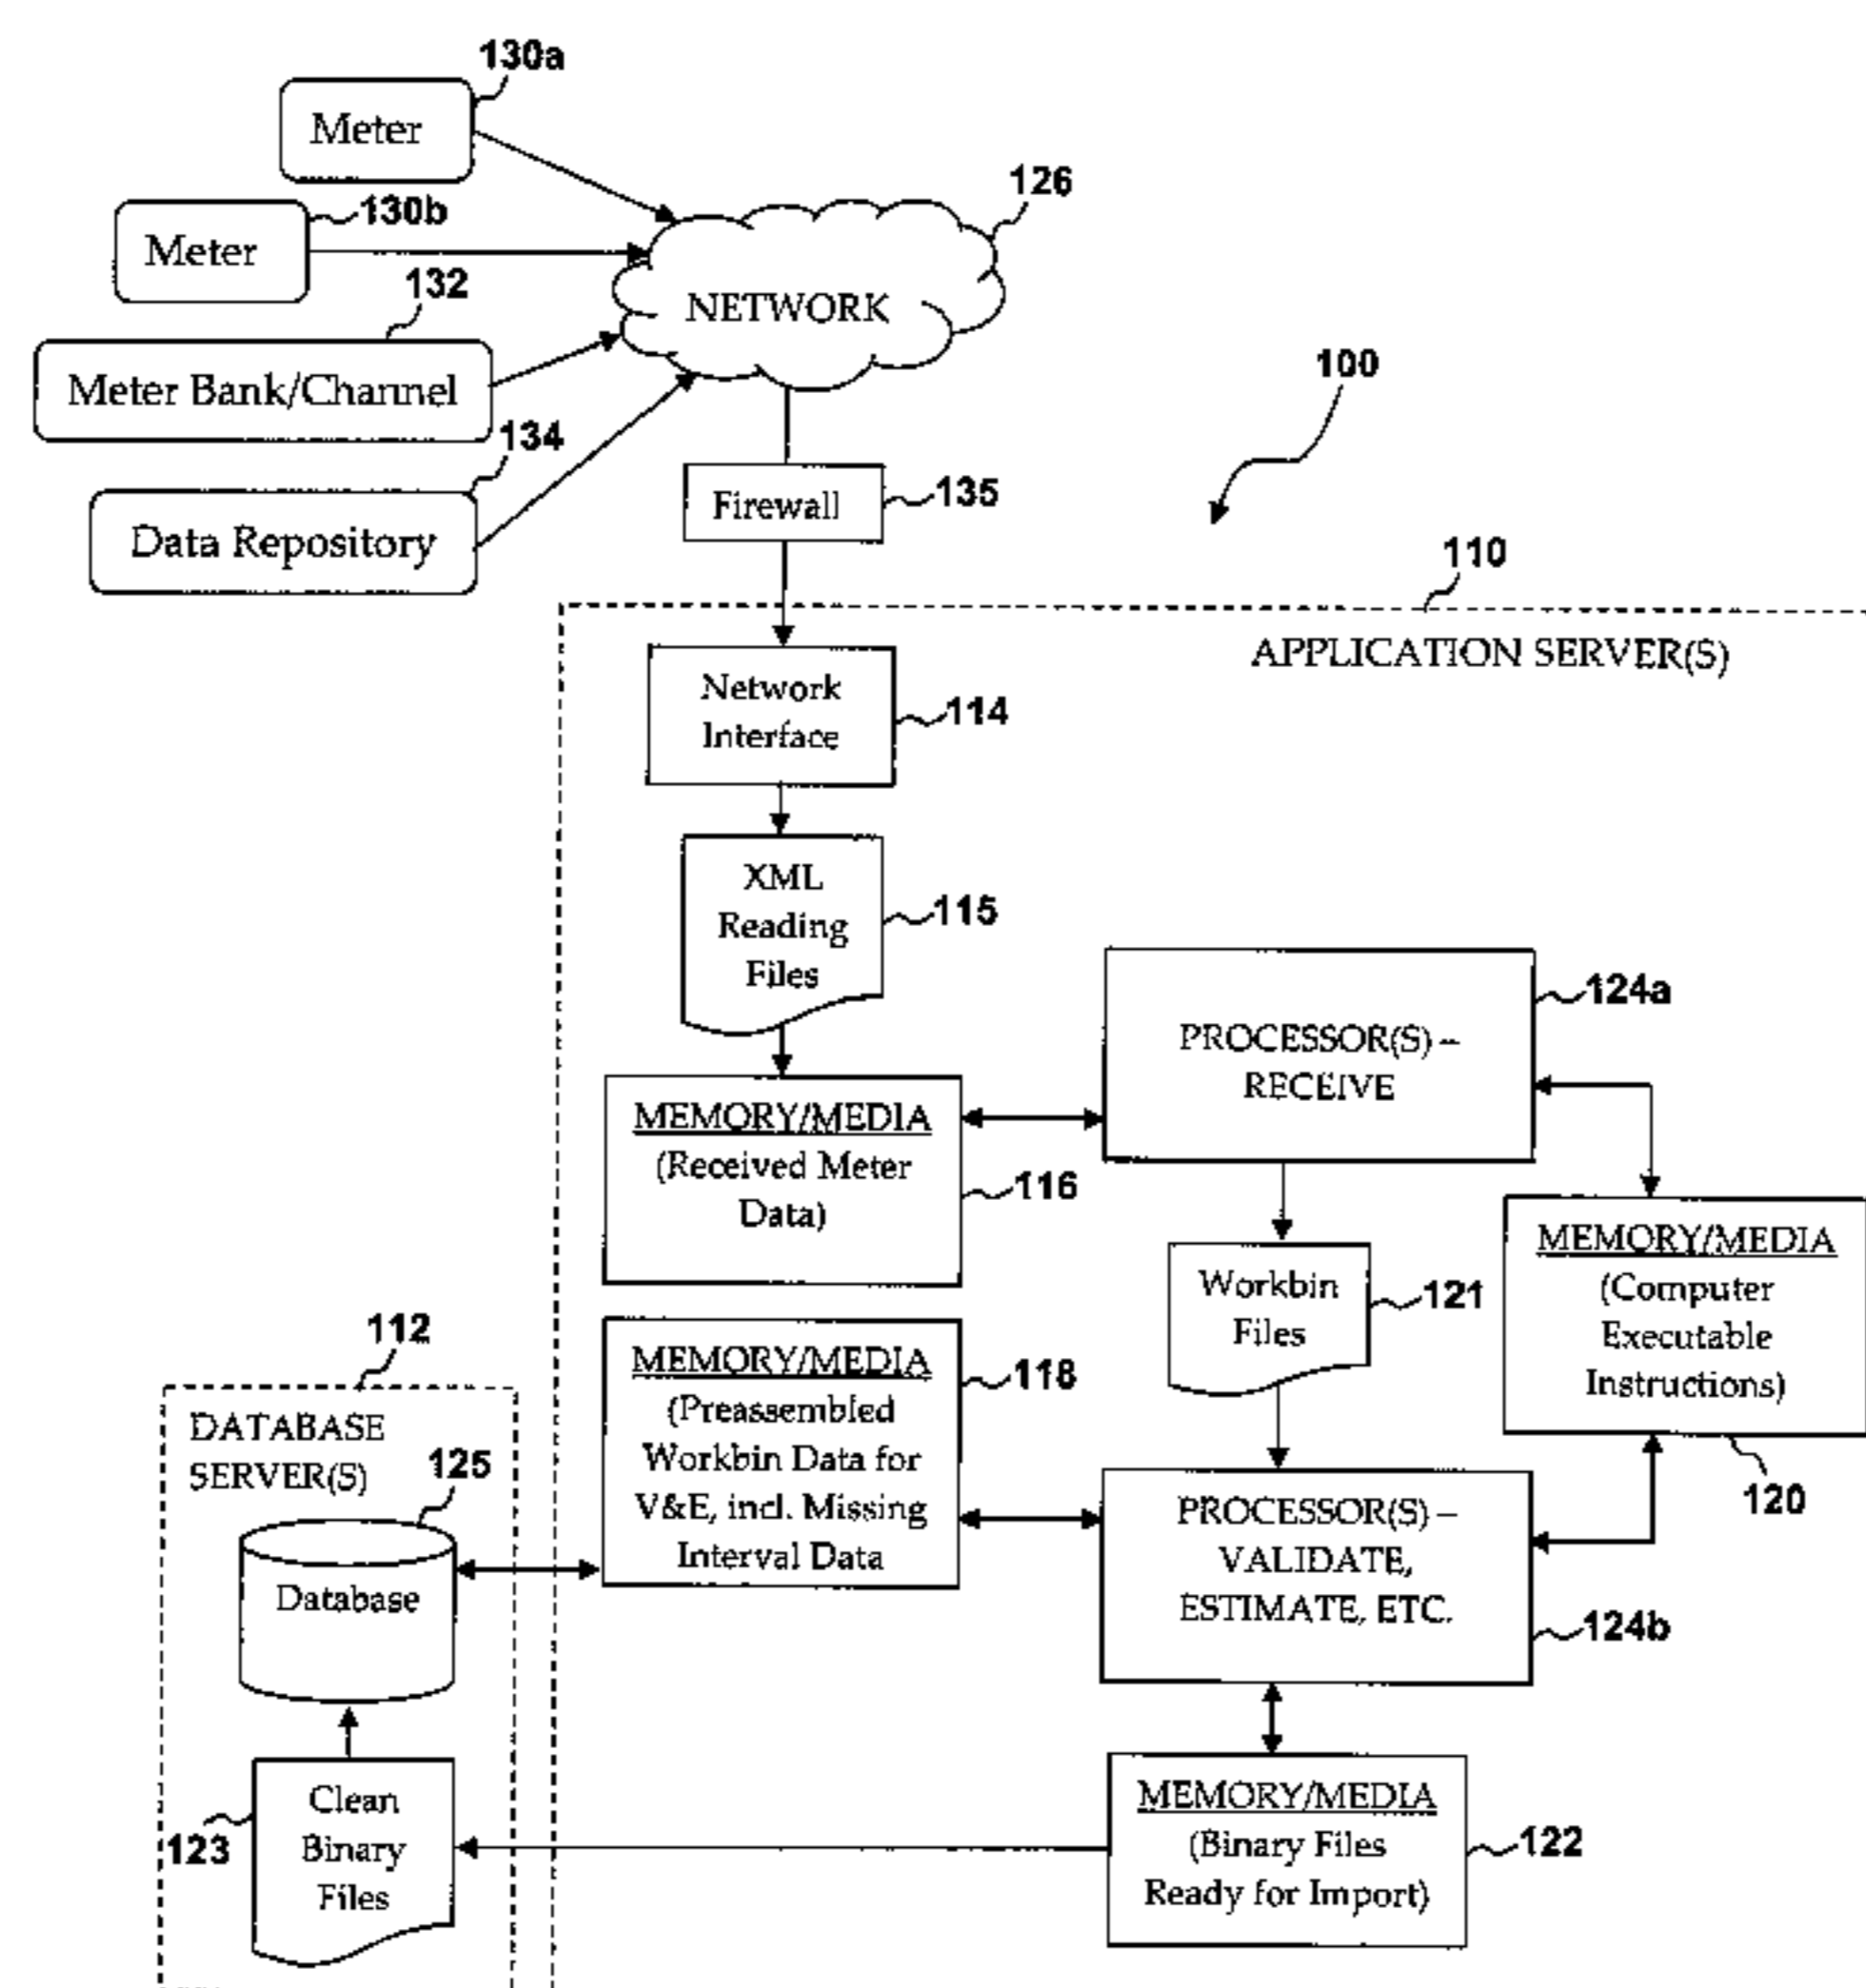 130a
Meter
126
130b
Meter
132
NETWORK
Meter Bank/Channel
100
134
Firewall
135
Data Repository
110
APPLICATION SERVER(S)
Network
Interface
114
XML
Reading
Files
115
124a
PROCESSOR(S) –
RECEIVE
MEMORY/MEDIA
(Received Meter
Data)
116
MEMORY/MEDIA
(Computer
Executable
Instructions)
120
Workbin
Files
121
112
MEMORY/MEDIA
(Preassembled
Workbin Data for
V&E, incl. Missing
Interval Data
118
DATABASE
SERVER(S)
125
Database
PROCESSOR(S) –
VALIDATE,
ESTIMATE, ETC.
124b
Clean
Binary
Files
123
MEMORY/MEDIA
(Binary Files
Ready for Import)
122